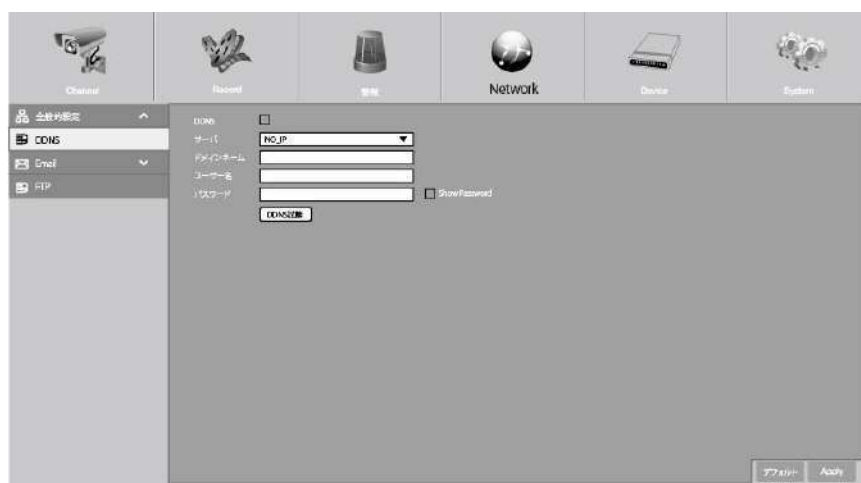 Channel
Record
警報
Network
Device
System
全般的設定
DDNS
Email
FTP
DDNS
サーバ
NO_IP
ドメインネーム
ユーザー名
パスワード
Show Password
DDNS試験
デフォルト
Apply